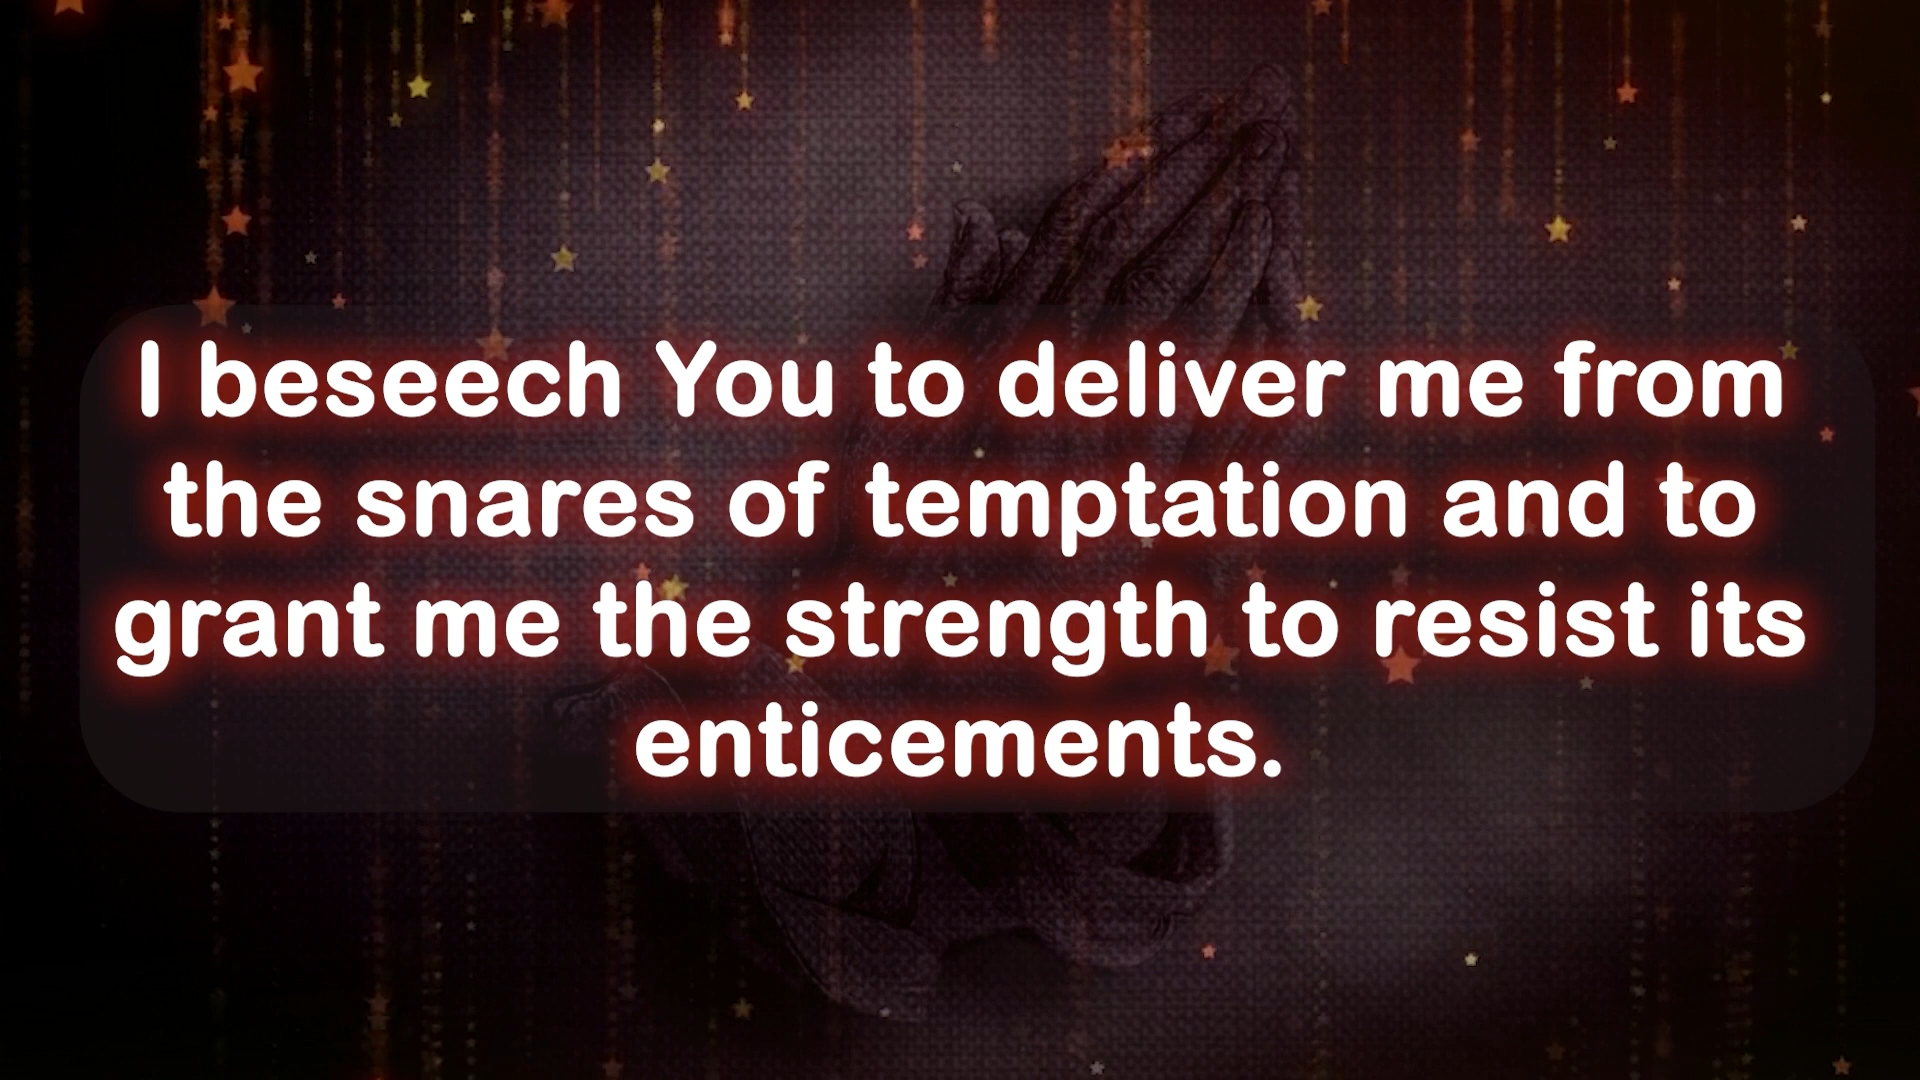 I beseech You to deliver me from
the snares of temptation and to
grant me the strength to resist its
enticements.